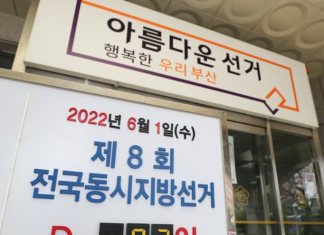 아름다운 선거
행복한 우리부산
2022년 6월 1일(수)
제 8 회
전국동시지방선거